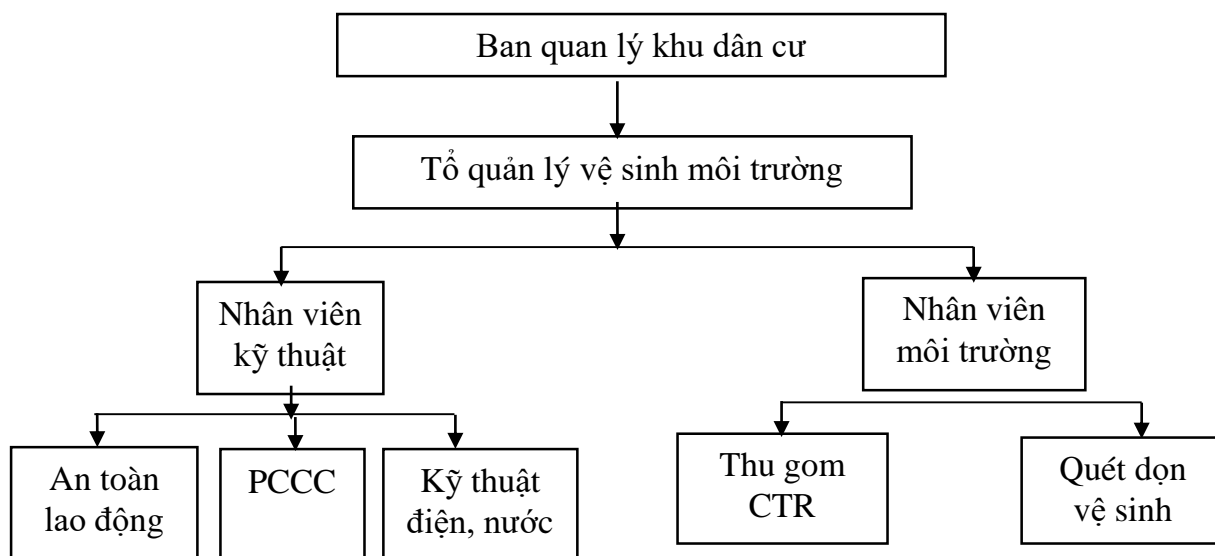 Ban quan lý khu dân cư
Tổ quản lý vệ sinh môi trường
Nhân viên
kỹ thuật
Nhân viên
môi trường
An toàn
lao động
PCCC
Kỹ thuật
điện, nước
Thu gom
CTR
Quét dọn
vệ sinh